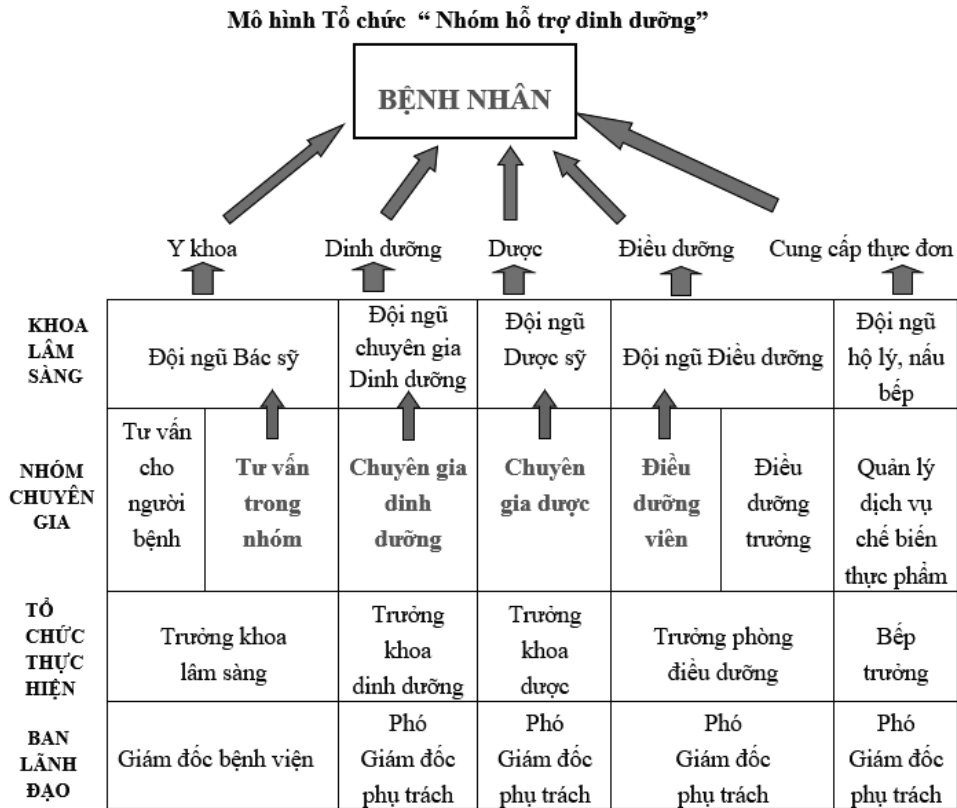 Mô hình Tổ chức “ Nhóm hỗ trợ dinh dưỡng”
BỆNH NHÂN
Y khoa
Dinh dưỡng
Dược
Điều dưỡng
Cung cấp thực đơn
KHOA
LÂM
SÀNG
Đội ngũ Bác sỹ
Đội ngũ
chuyên gia
Dinh dưỡng
Đội ngũ
Dược sỹ
Đội ngũ Điều dưỡng
Đội ngũ
hộ lý, nấu
bếp
NHÓM
CHUYÊN
GIA
Tư vấn
cho
người
bệnh
Tư vấn
trong
nhóm
Chuyên gia
dinh
dưỡng
Chuyên
gia dược
Điều
dưỡng
viên
Điều
dưỡng
trưởng
Quản lý
dịch vụ
chế biến
thực phẩm
TỔ
CHỨC
THỰC
HIỆN
Trưởng khoa
lâm sàng
Trưởng
khoa
dinh dưỡng
Trưởng
khoa
dược
Trưởng phòng
điều dưỡng
Bếp
trưởng
BAN
LÃNH
ĐẠO
Giám đốc bệnh viện
Phó
Giám đốc
phụ trách
Phó
Giám đốc
phụ trách
Phó
Giám đốc
phụ trách
Phó
Giám đốc
phụ trách